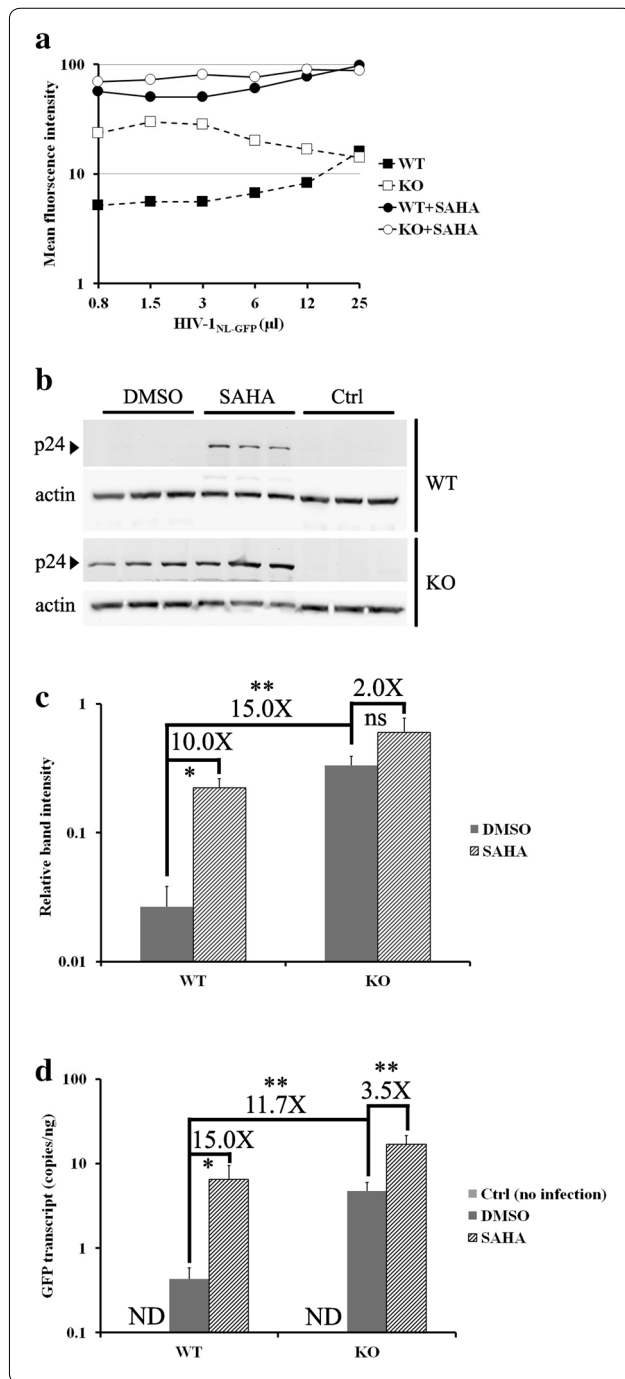 a
100
10
1
Mean fluorscence intensity
0.8 1.5 3 6 12 25
HIV-1NL-GFP (µl)
WT
KO
WT+SAHA
KO+SAHA
b
DMSO SAHA Ctrl
p24
actin
WT
p24
actin
KO
c
1
0.1
0.01
Relative band intensity
**
15.0X
2.0X
ns
10.0X
*
WT KO
DMSO
SAHA
d
100
10
1
0.1
GFP transcript (copies/ng)
**
11.7X
**
3.5X
15.0X
*
ND
ND
WT KO
Ctrl (no infection)
DMSO
SAHA